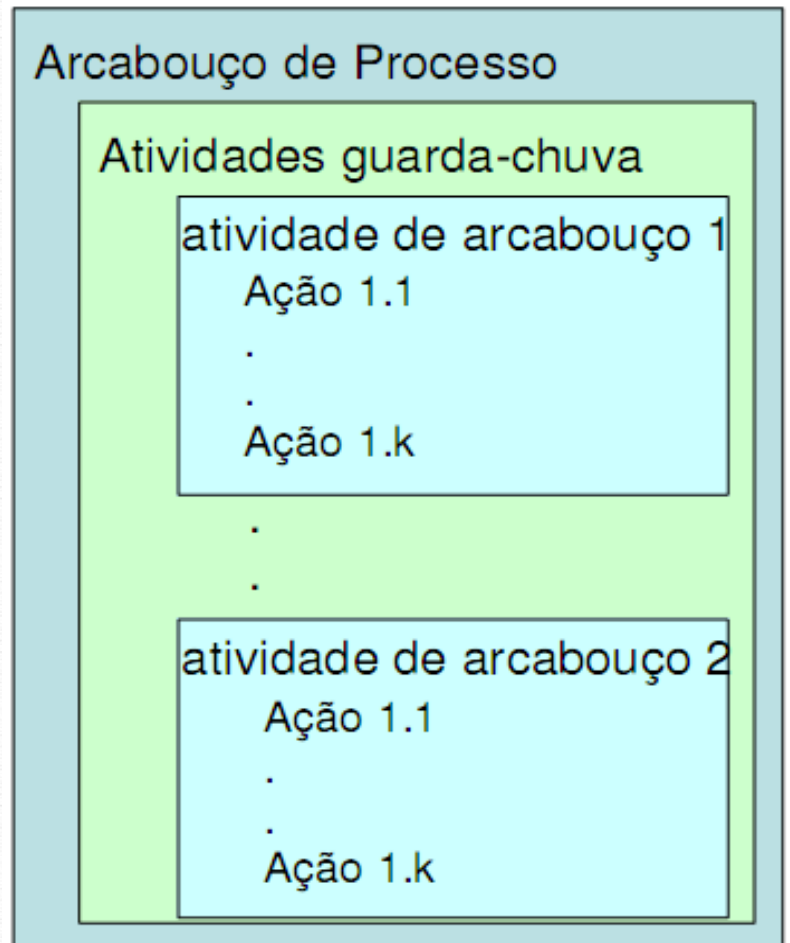 Arcabouço de Processo
Atividades guarda-chuva
atividade de arcabouço 1
Ação 1.1
.
.
Ação 1.k
.
.
atividade de arcabouço 2
Ação 1.1
.
.
Ação 1.k